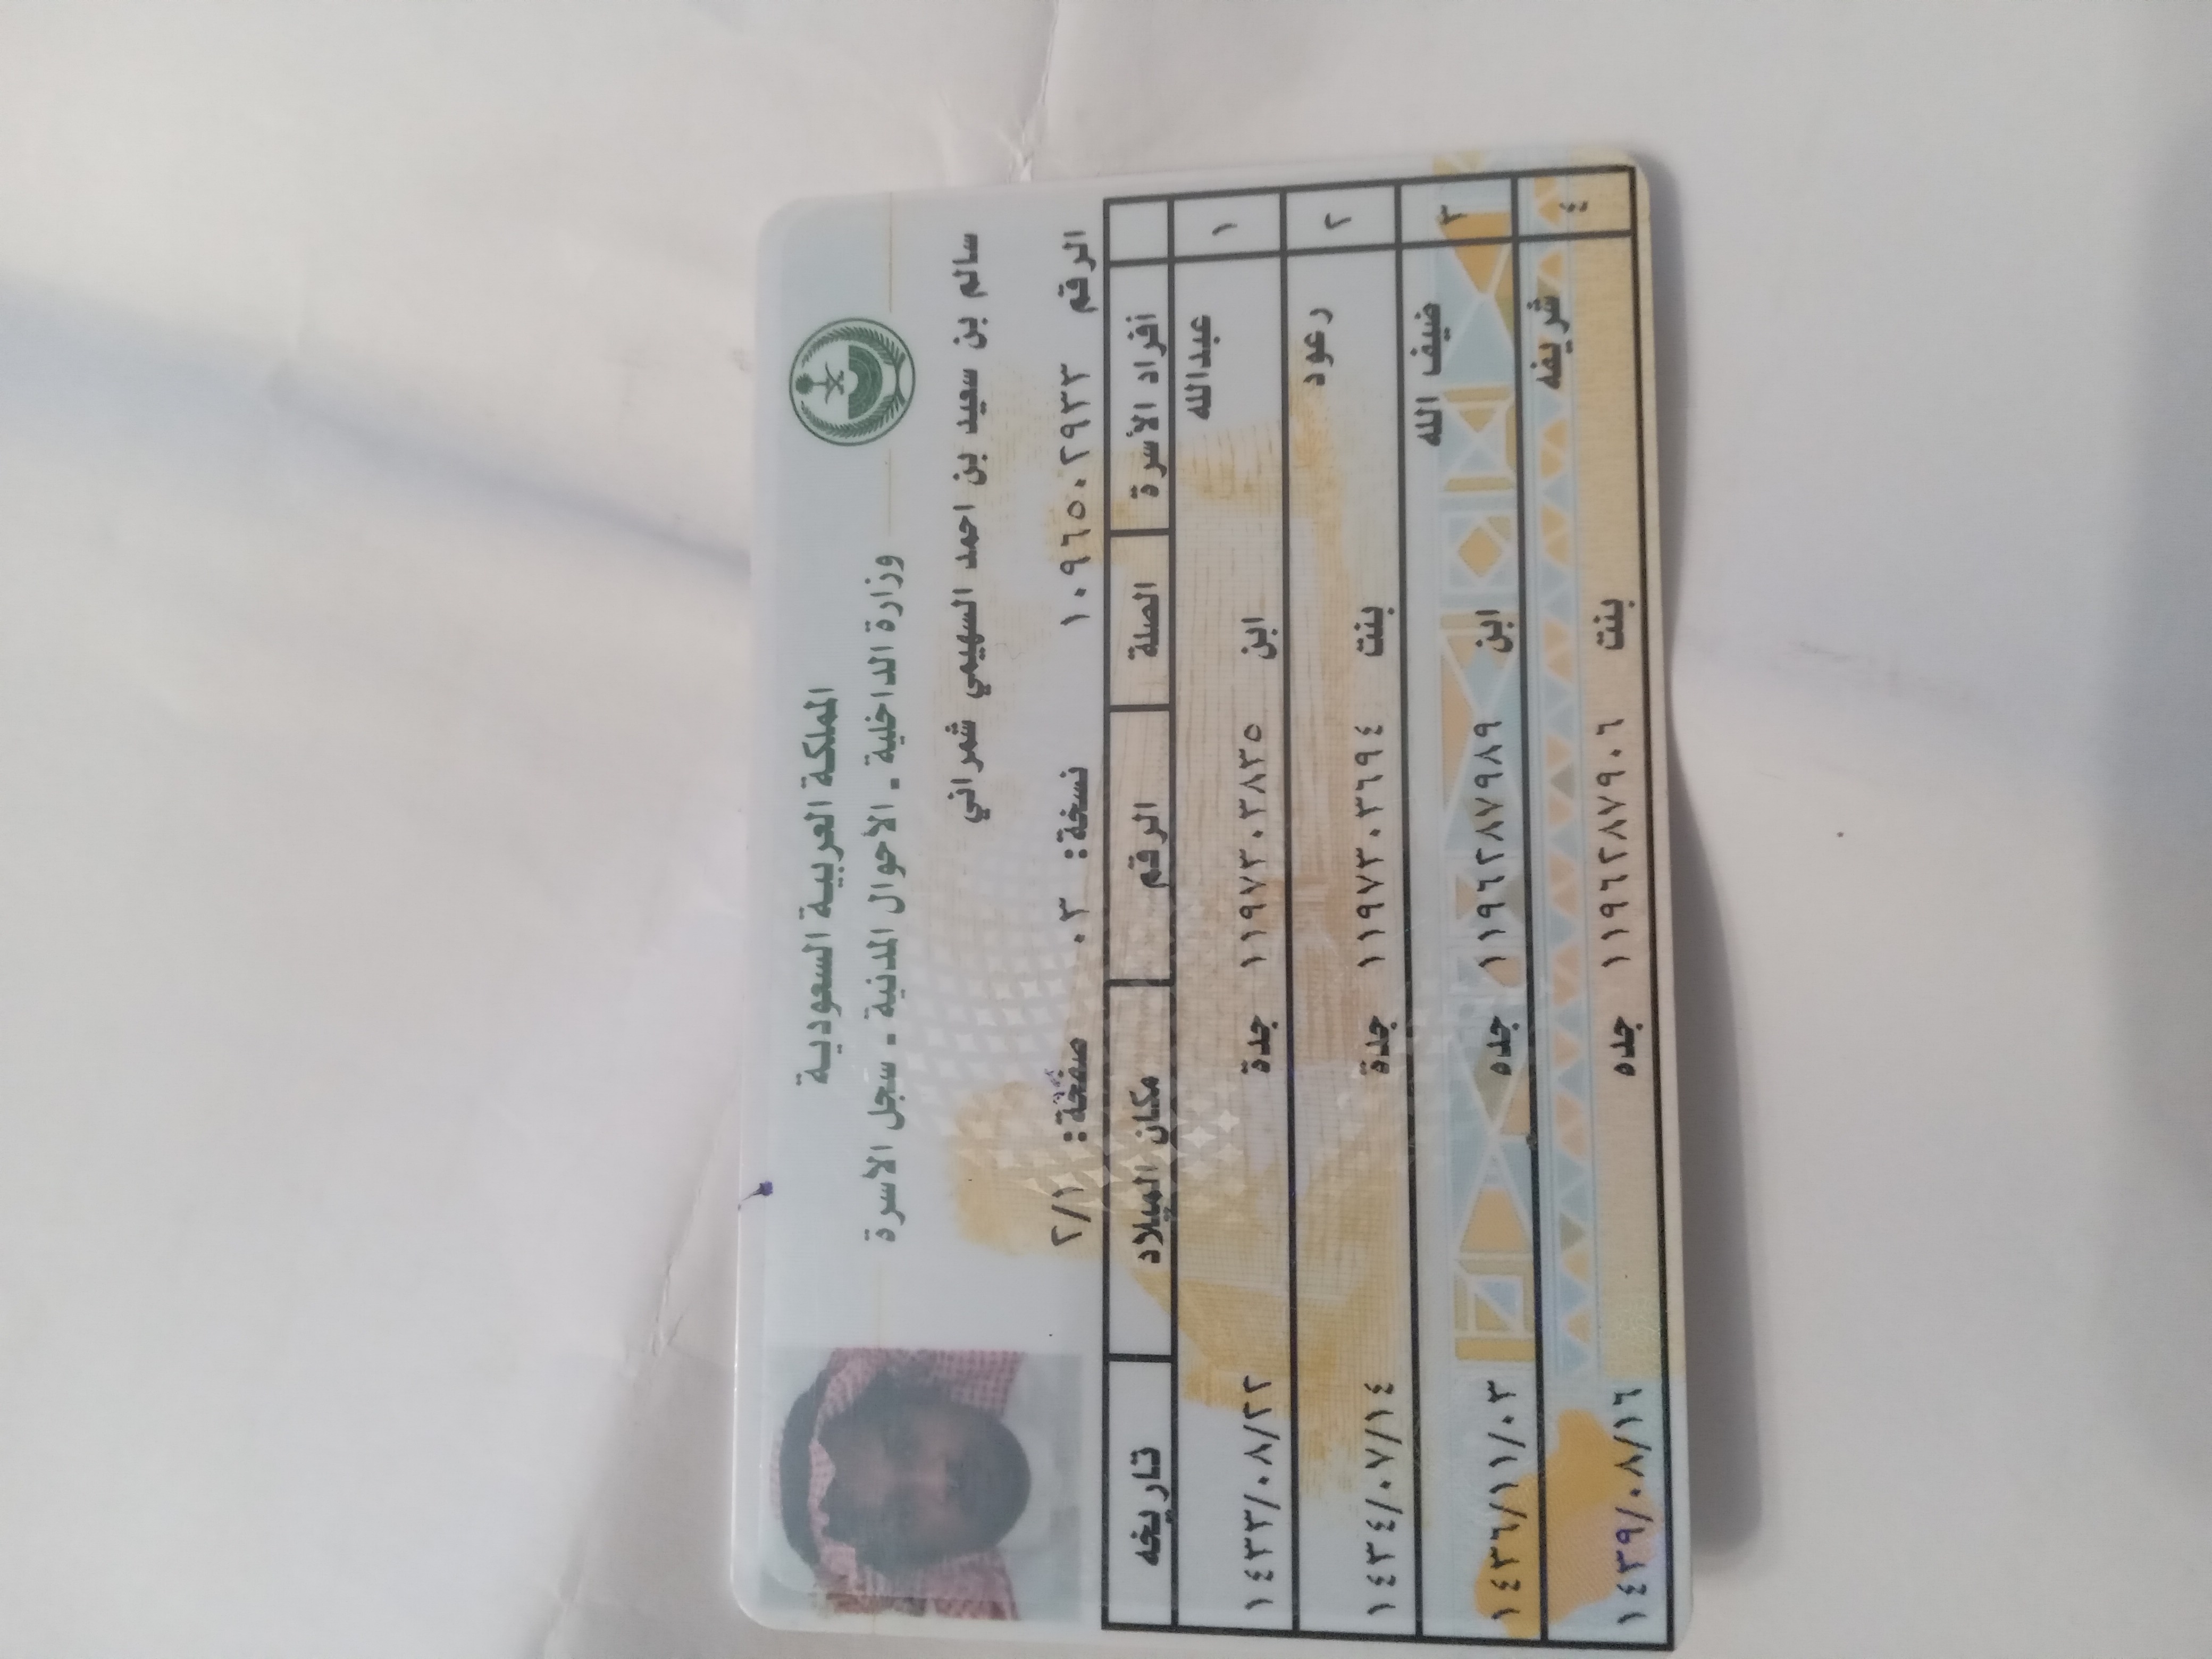 المملكة العربية السعودية
وزارة الداخلية - الأحوال المدنية - سجل الأسرة
سالم بن سعيد بن احمد السهيمي شمراني
الرقم ١٠٩٦٥٠٢٩٣٣ نسخة: ٠٣ صفحة: ٢/١
أفراد الأسرة الصلة الرقم مكان الميلاد تاريخه
١ عبدالله ابن ١١٩٧٣٠٣٨٣٥ جدة ١٤٣٣/٠٨/٢٢
٢ رعود بنت ١١٩٧٣٠٣٦٩٤ جدة ١٤٣٤/٠٧/١٤
٣ ضيف الله ابن ١١٩٦٢٨٧٩٨٩ جده ١٤٣٦/١١/٠٣
٤ شريفه بنت ١١٩٦٢٨٧٩٠٦ جده ١٤٣٩/٠٨/١٦